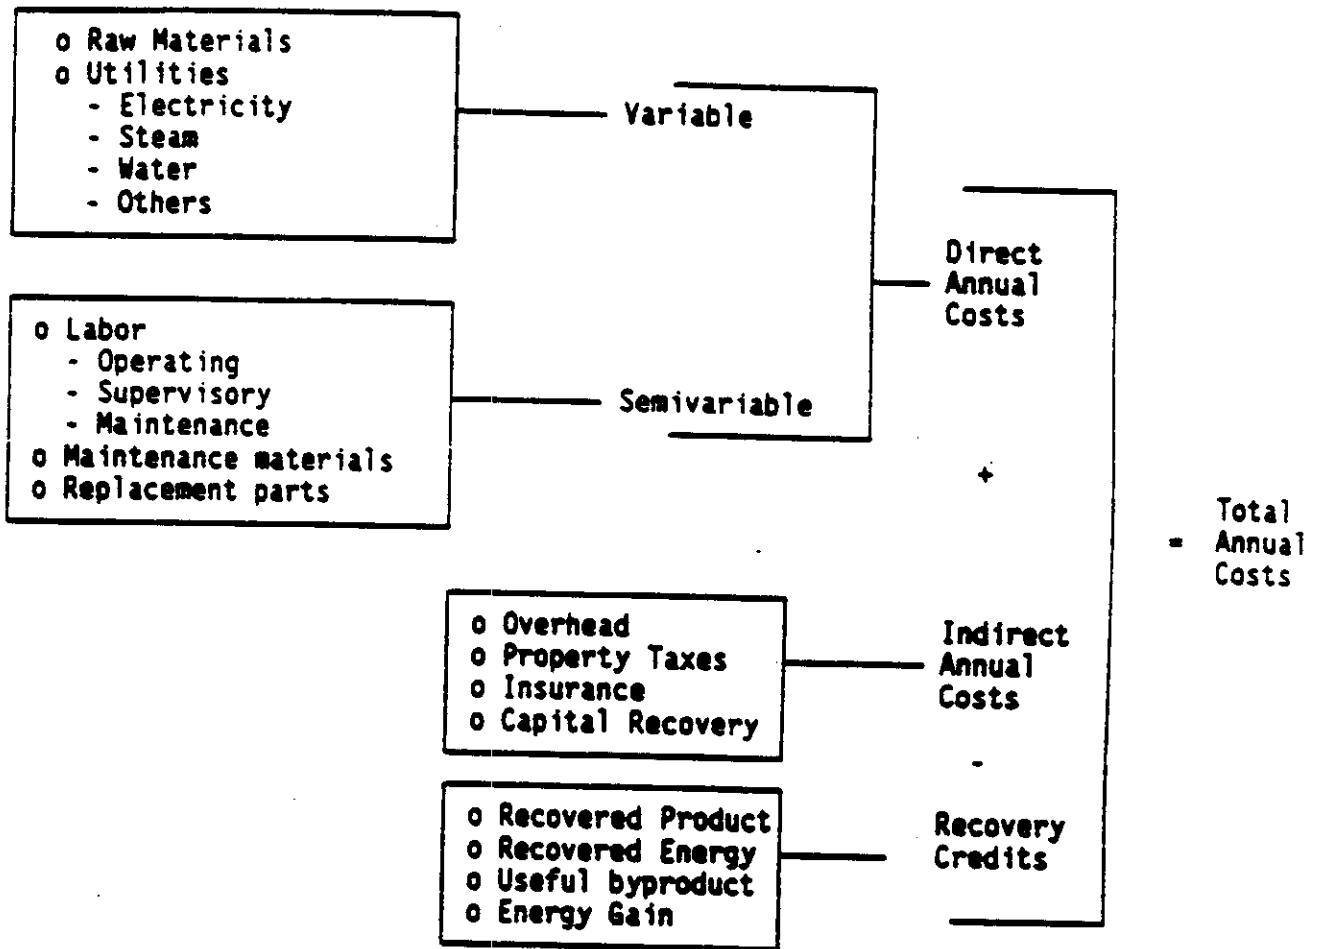 o Raw Materials
o Utilities
- Electricity
- Steam
- Water
- Others
Variable
o Labor
- Operating
- Supervisory
- Maintenance
o Maintenance materials
o Replacement parts
Semivariable
Direct
Annual
Costs
+
o Overhead
o Property Taxes
o Insurance
o Capital Recovery
Indirect
Annual
Costs
-
o Recovered Product
o Recovered Energy
o Useful byproduct
o Energy Gain
Recovery
Credits
Total
= Annual
Costs